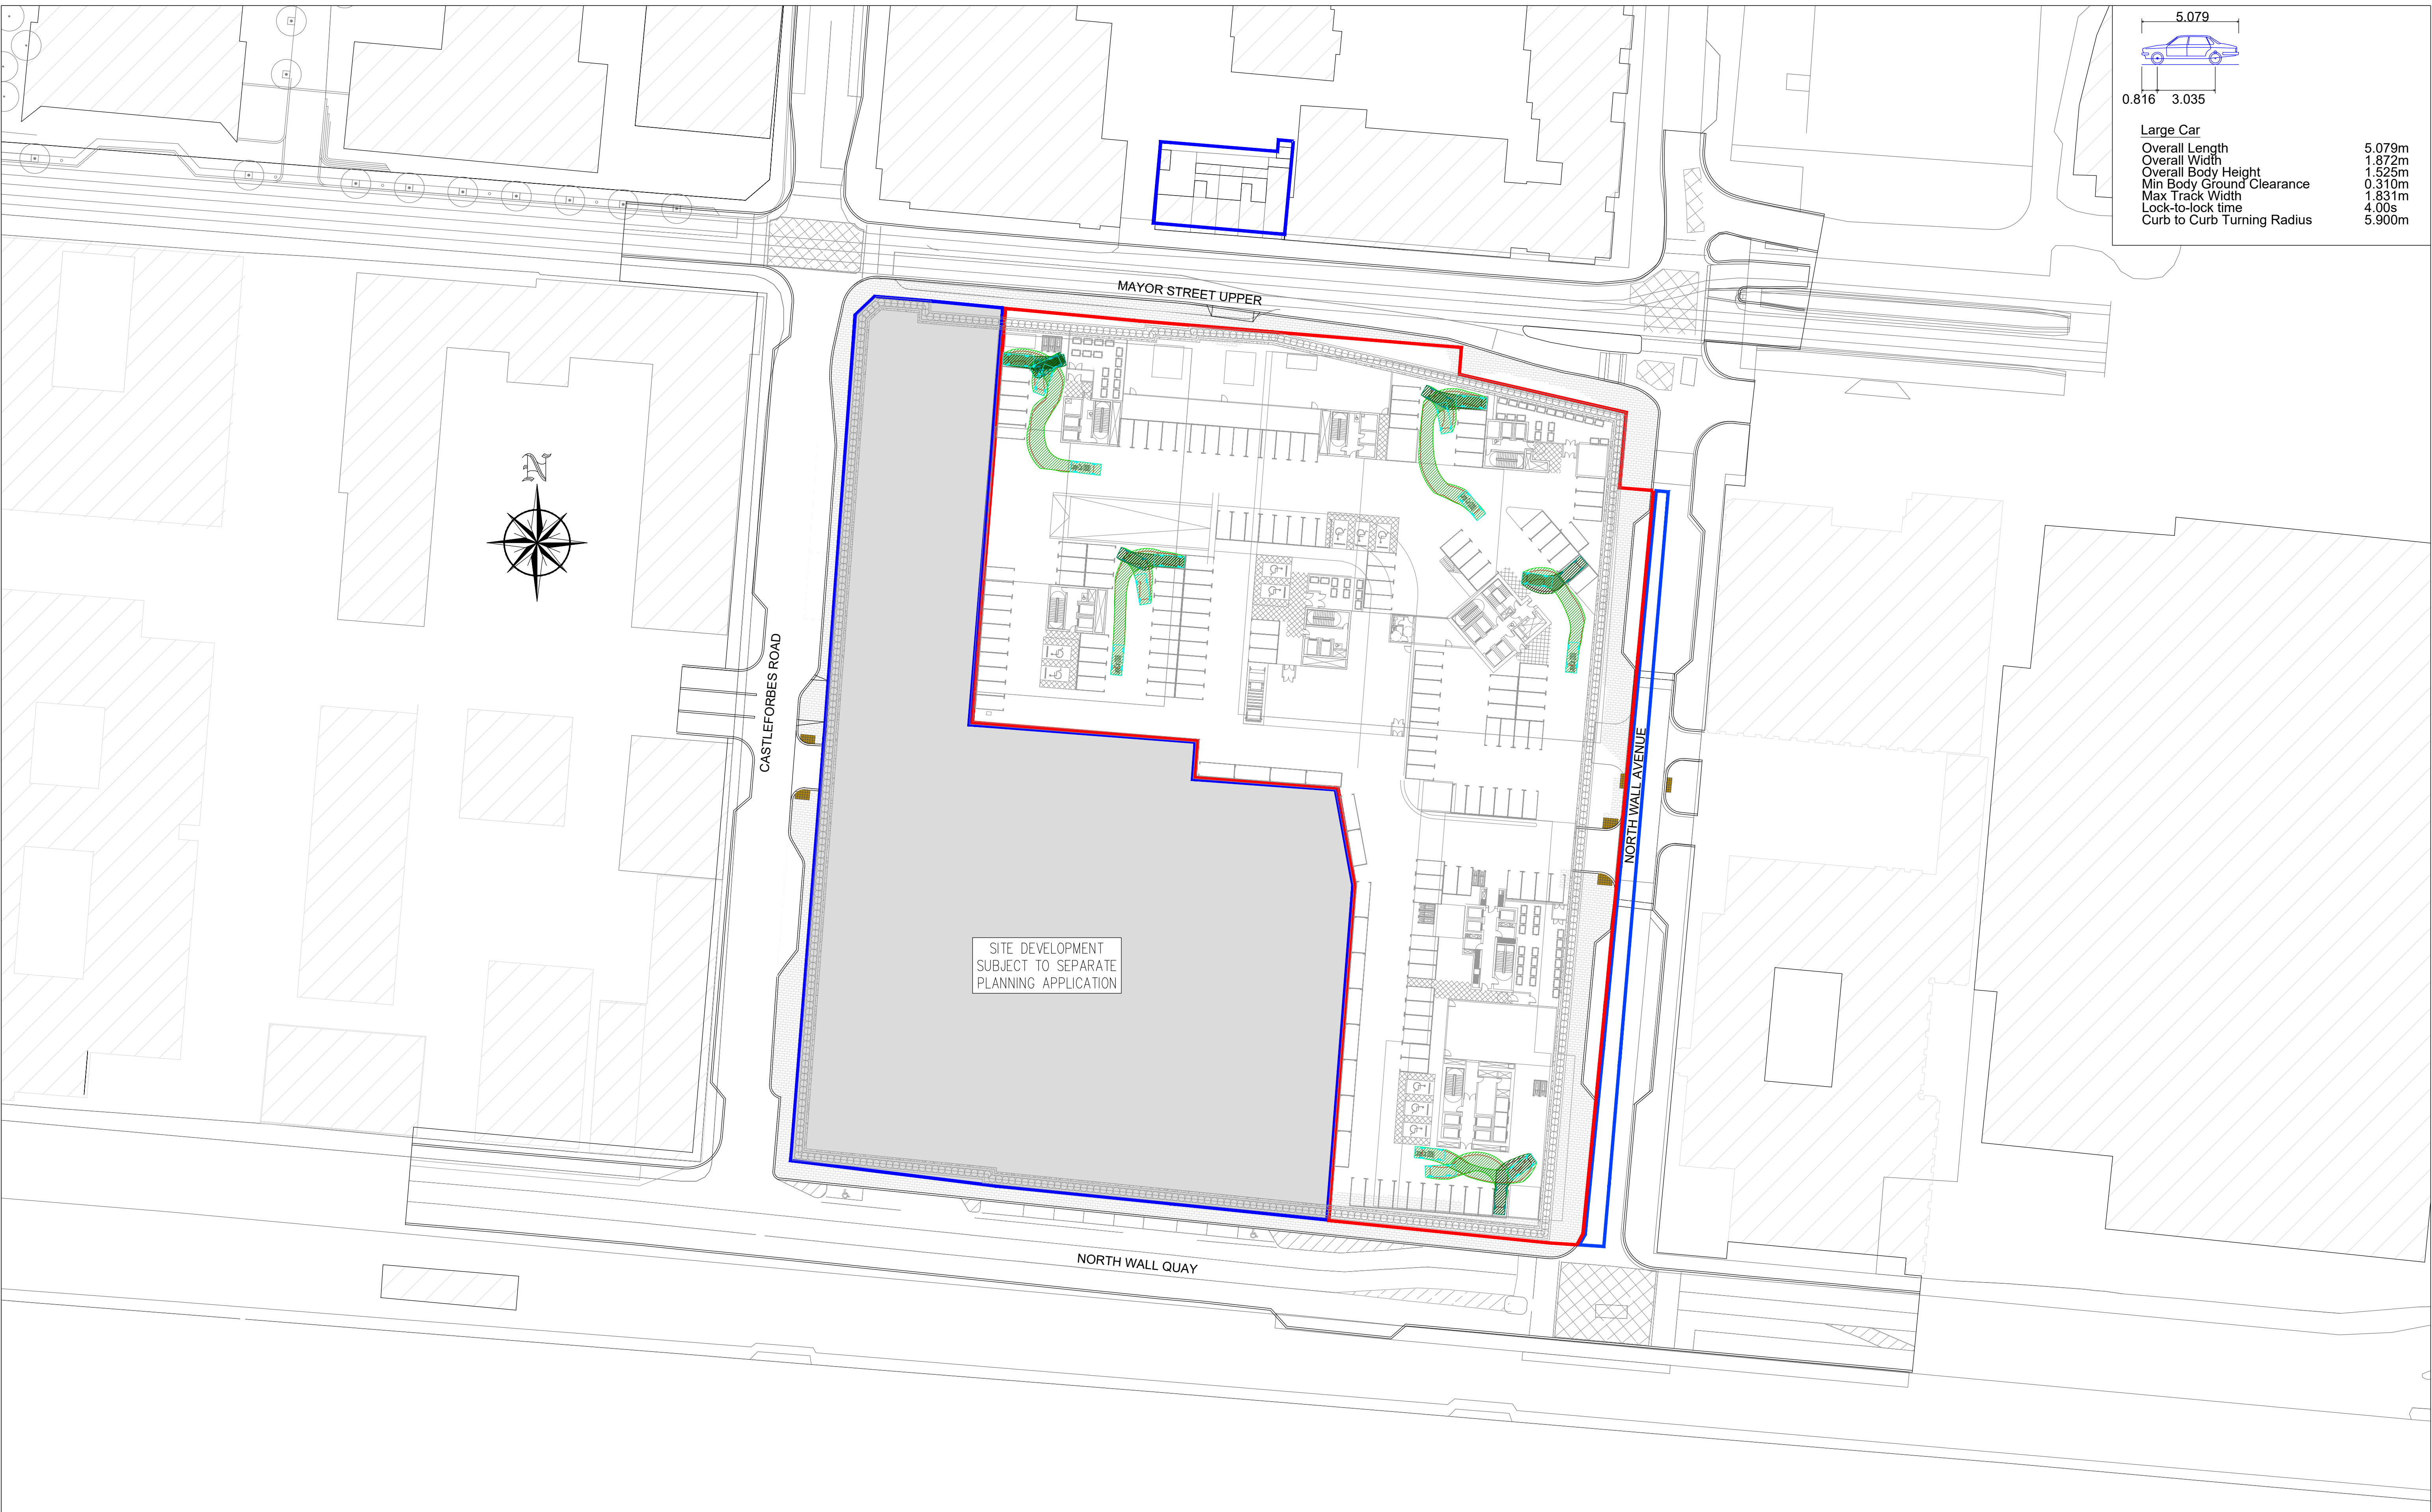 5.079
0.816 3.035
Large Car
Overall Length 5.079m
Overall Width 1.872m
Overall Body Height 1.525m
Min Body Ground Clearance 0.310m
Max Track Width 1.831m
Lock-to-lock time 4.00s
Curb to Curb Turning Radius 5.900m
MAYOR STREET UPPER
N
CASTLEFORBES ROAD
NORTH WALL AVENUE
SITE DEVELOPMENT
SUBJECT TO SEPARATE
PLANNING APPLICATION
NORTH WALL QUAY